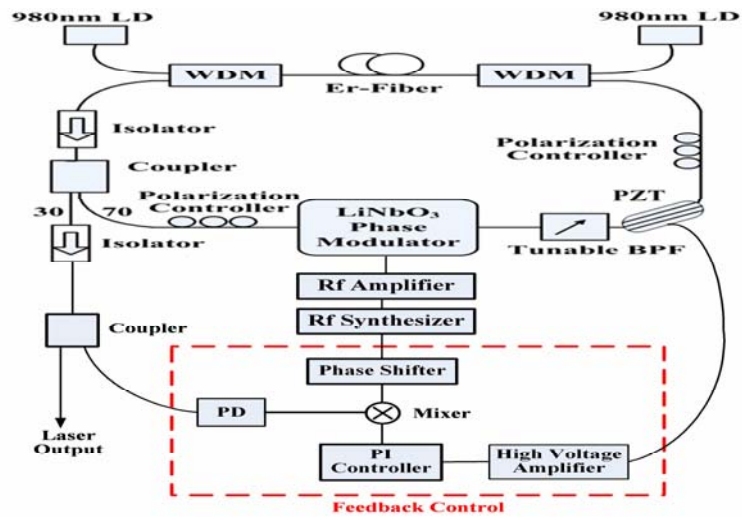 980nm LD
980nm LD
WDM
WDM
Er-Fiber
Isolator
Polarization
Controller
Coupler
Polarization
Controller
PZT
30
70
LiNbO₃
Phase
Modulator
Isolator
Tunable BPF
Rf Amplifier
Rf Synthesizer
Coupler
Phase Shifter
PD
Mixer
Laser
Output
PI
Controller
High Voltage
Amplifier
Feedback Control